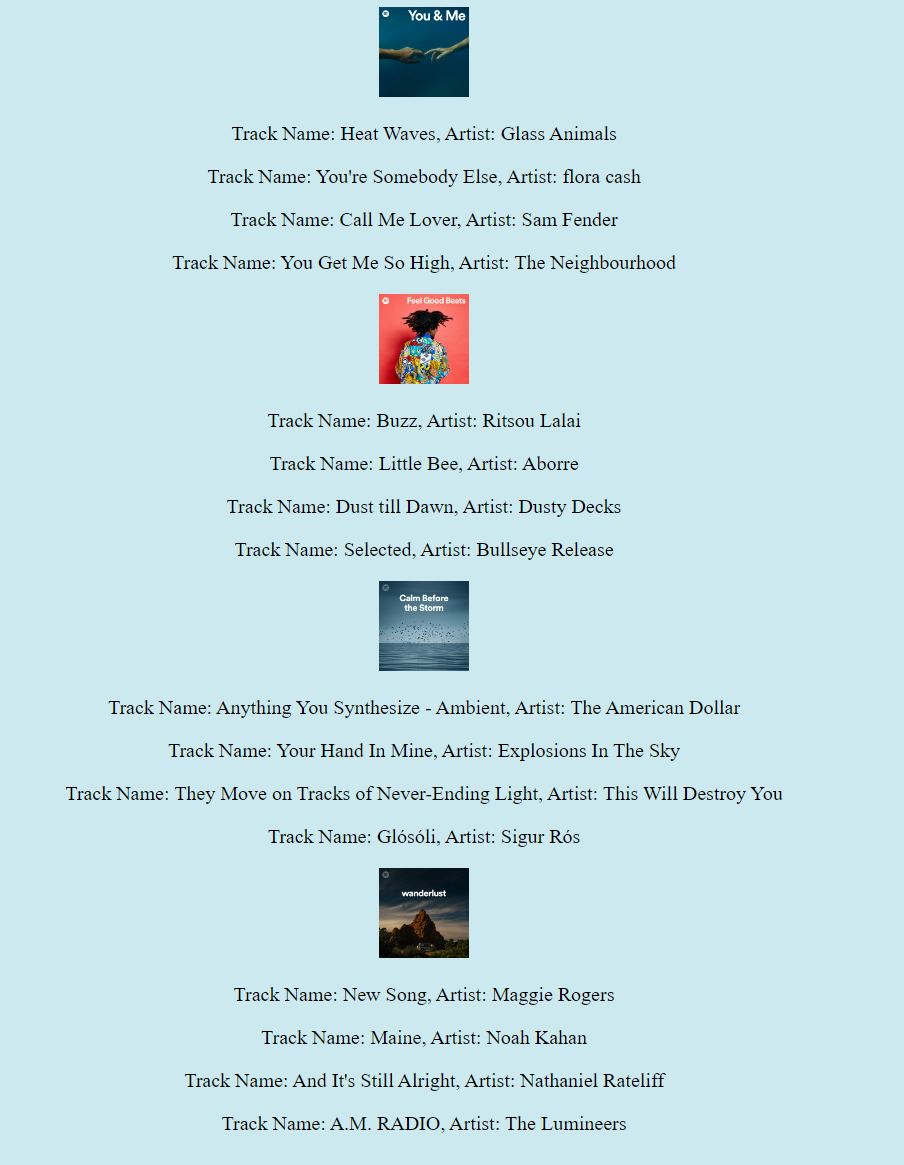 You & Me
Track Name: Heat Waves, Artist: Glass Animals
Track Name: You're Somebody Else, Artist: flora cash
Track Name: Call Me Lover, Artist: Sam Fender
Track Name: You Get Me So High, Artist: The Neighbourhood
Feel Good Beats
Track Name: Buzz, Artist: Ritsou Lalai
Track Name: Little Bee, Artist: Aborre
Track Name: Dust till Dawn, Artist: Dusty Decks
Track Name: Selected, Artist: Bullseye Release
Calm Before
the Storm
Track Name: Anything You Synthesize - Ambient, Artist: The American Dollar
Track Name: Your Hand In Mine, Artist: Explosions In The Sky
Track Name: They Move on Tracks of Never-Ending Light, Artist: This Will Destroy You
Track Name: Glósóli, Artist: Sigur Rós
wanderlust
Track Name: New Song, Artist: Maggie Rogers
Track Name: Maine, Artist: Noah Kahan
Track Name: And It's Still Alright, Artist: Nathaniel Rateliff
Track Name: A.M. RADIO, Artist: The Lumineers